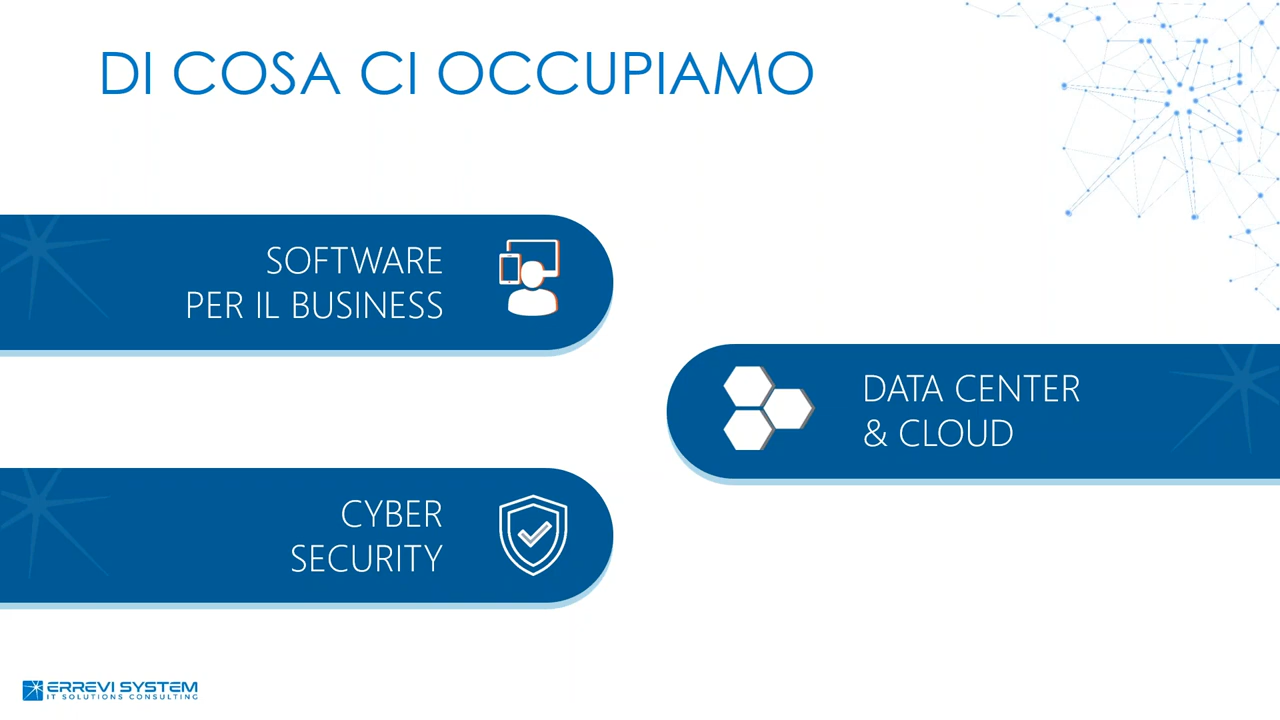 DI COSA CI OCCUPIAMO
SOFTWARE
PER IL BUSINESS
DATA CENTER
& CLOUD
CYBER
SECURITY
ERREVI SYSTEM
IT SOLUTIONS CONSULTING